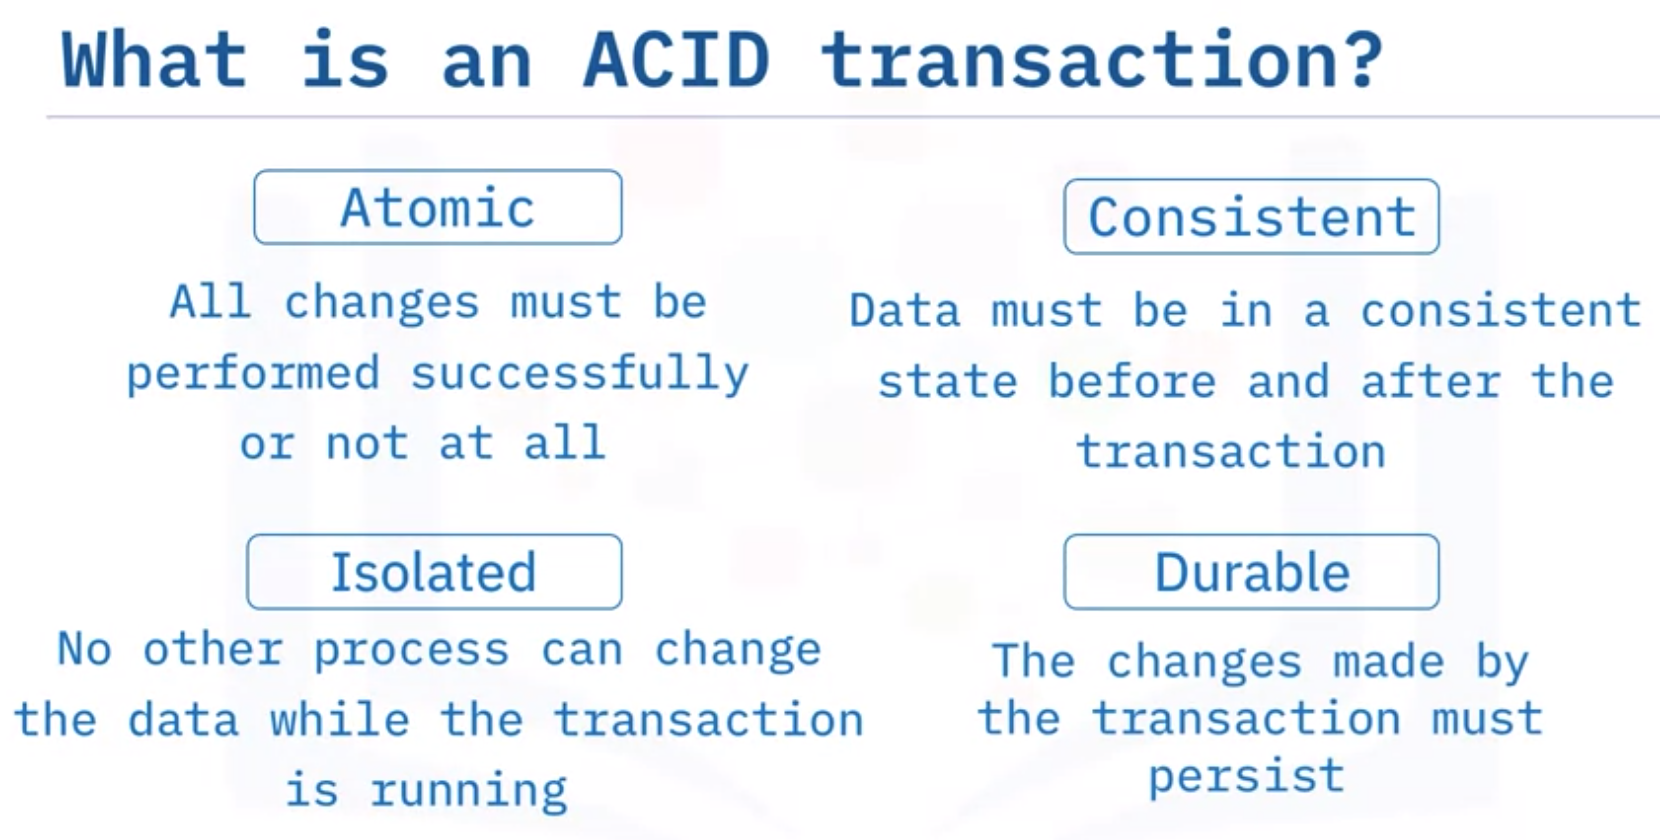 What is an ACID transaction?
Atomic
All changes must be
performed successfully
or not at all
Consistent
Data must be in a consistent
state before and after the
transaction
Isolated
No other process can change
the data while the transaction
is running
Durable
The changes made by
the transaction must
persist